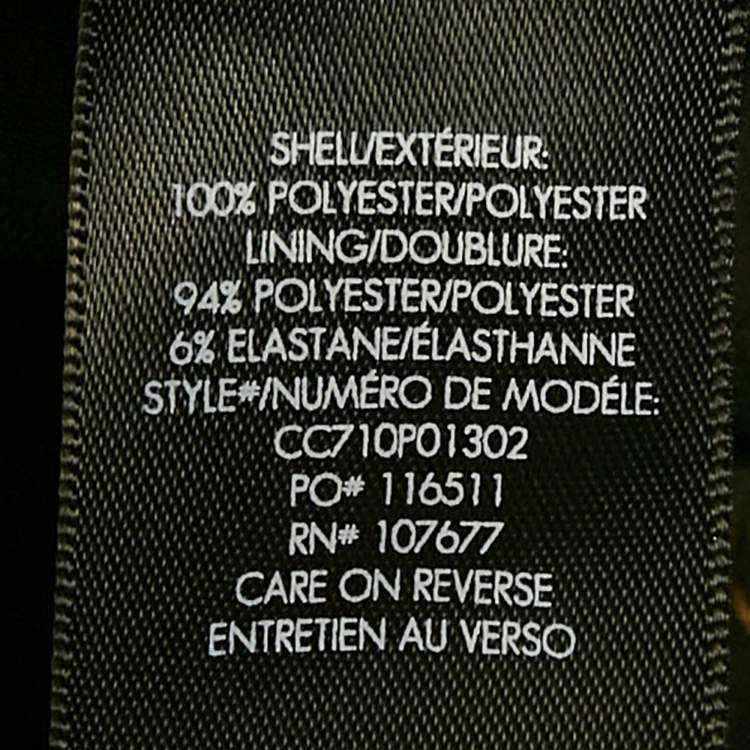 SHELL/EXTÉRIEUR:
100% POLYESTER/POLYESTER
LINING/DOUBLURE:
94% POLYESTER/POLYESTER
6% ELASTANE/ÉLASTHANNE
STYLE#/NUMÉRO DE MODÉLE:
CC710P01302
PO# 116511
RN# 107677
CARE ON REVERSE
ENTRETIEN AU VERSO